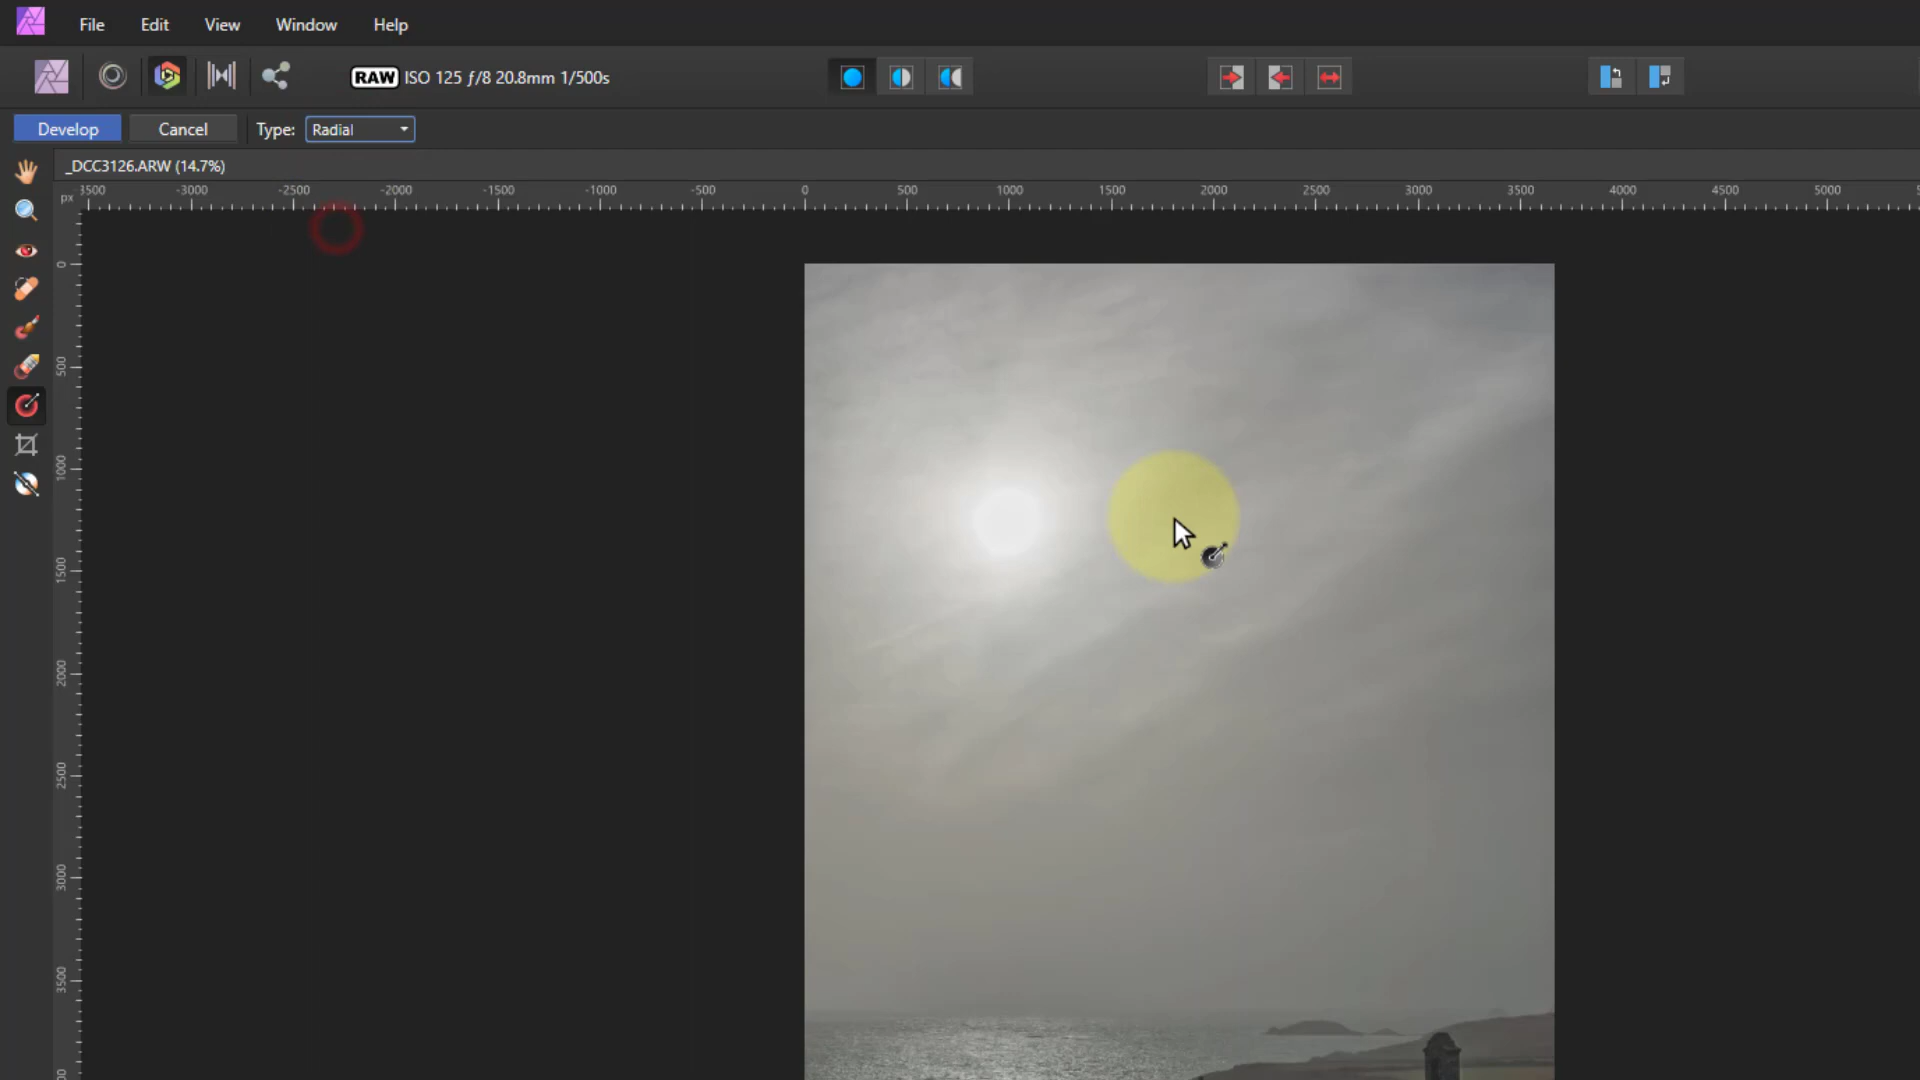 File Edit View Window Help
RAW ISO 125 ƒ/8 20.8mm 1/500s
Develop Cancel Type: Radial
_DCC3126.ARW (14.7%)
px 3500 -3000 -2500 -2000 -1500 -1000 -500 0 500 1000 1500 2000 2500 3000 3500 4000 4500 5000
0
500
1000
1500
2000
2500
3000
3500